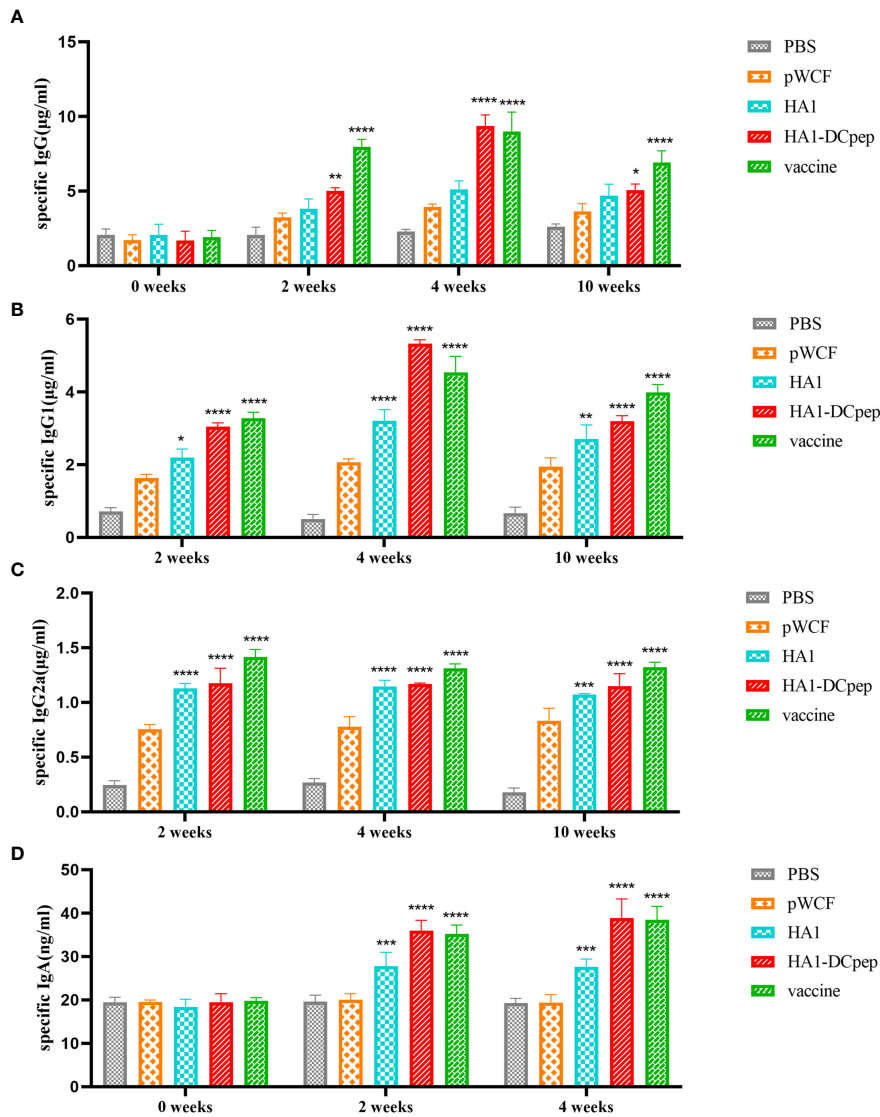 A
specific IgG(μg/ml)
15
10
5
0
** **** **** **** * ****
0 weeks 2 weeks 4 weeks 10 weeks
PBS
pWCF
HA1
HA1-DCpep
vaccine
B
specific IgG1(μg/ml)
6
4
2
0
* **** **** **** **** **** ** **** ****
2 weeks 4 weeks 10 weeks
PBS
pWCF
HA1
HA1-DCpep
vaccine
C
specific IgG2a(μg/ml)
2.0
1.5
1.0
0.5
0.0
**** **** **** **** **** **** *** **** ****
2 weeks 4 weeks 10 weeks
PBS
pWCF
HA1
HA1-DCpep
vaccine
D
specific IgA(ng/ml)
50
40
30
20
10
0
*** **** **** *** **** ****
0 weeks 2 weeks 4 weeks
PBS
pWCF
HA1
HA1-DCpep
vaccine